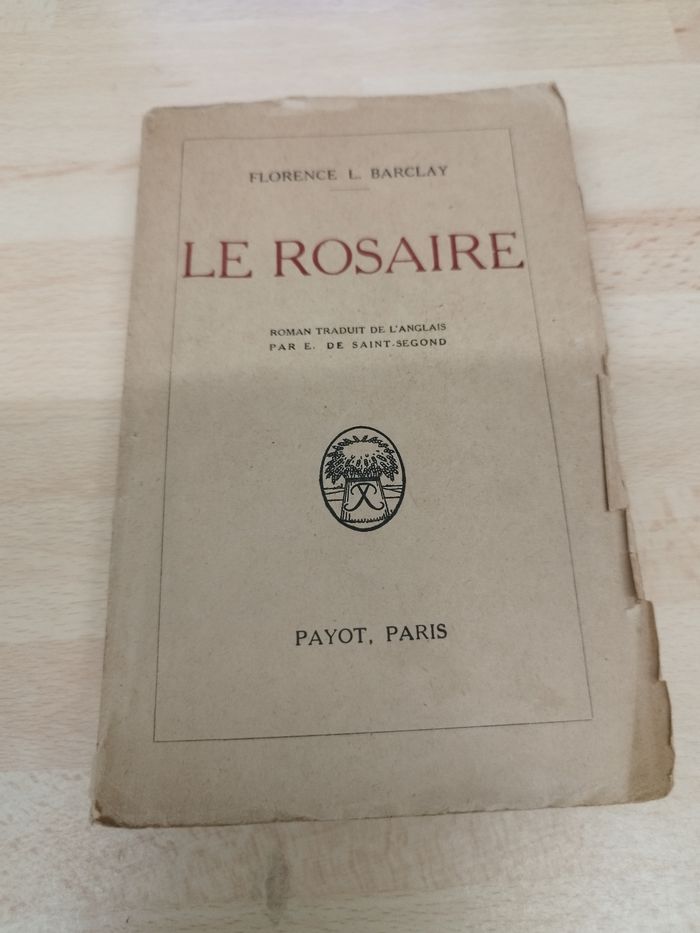 FLORENCE L. BARCLAY
LE ROSAIRE
ROMAN TRADUIT DE L'ANGLAIS
PAR E. DE SAINT-SEGOND
PAYOT, PARIS